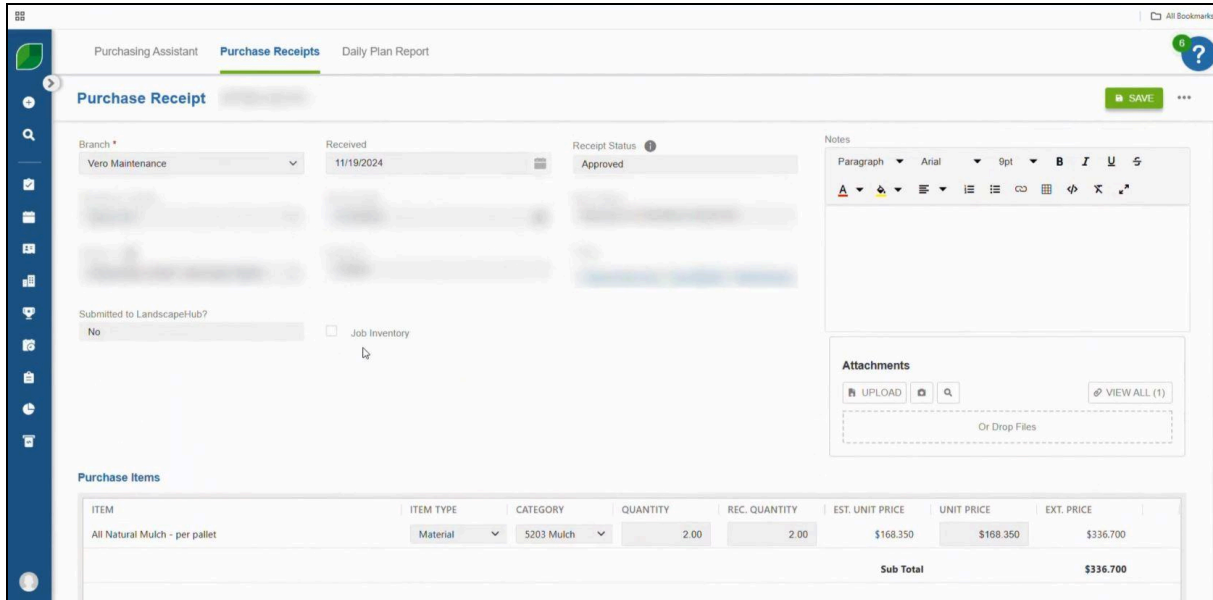 All Bookmarks
Purchasing Assistant Purchase Receipts Daily Plan Report
6
?
Purchase Receipt
SAVE
Branch *
Vero Maintenance
Received
11/19/2024
Receipt Status
Approved
Notes
Paragraph Arial 9pt B I U S
A
Submitted to LandscapeHub?
No
Job Inventory
Attachments
UPLOAD VIEW ALL (1)
Or Drop Files
Purchase Items
ITEM ITEM TYPE CATEGORY QUANTITY REC. QUANTITY EST. UNIT PRICE UNIT PRICE EXT. PRICE
All Natural Mulch - per pallet Material 5203 Mulch 2.00 2.00 $168.350 $168.350 $336.700
Sub Total $336.700